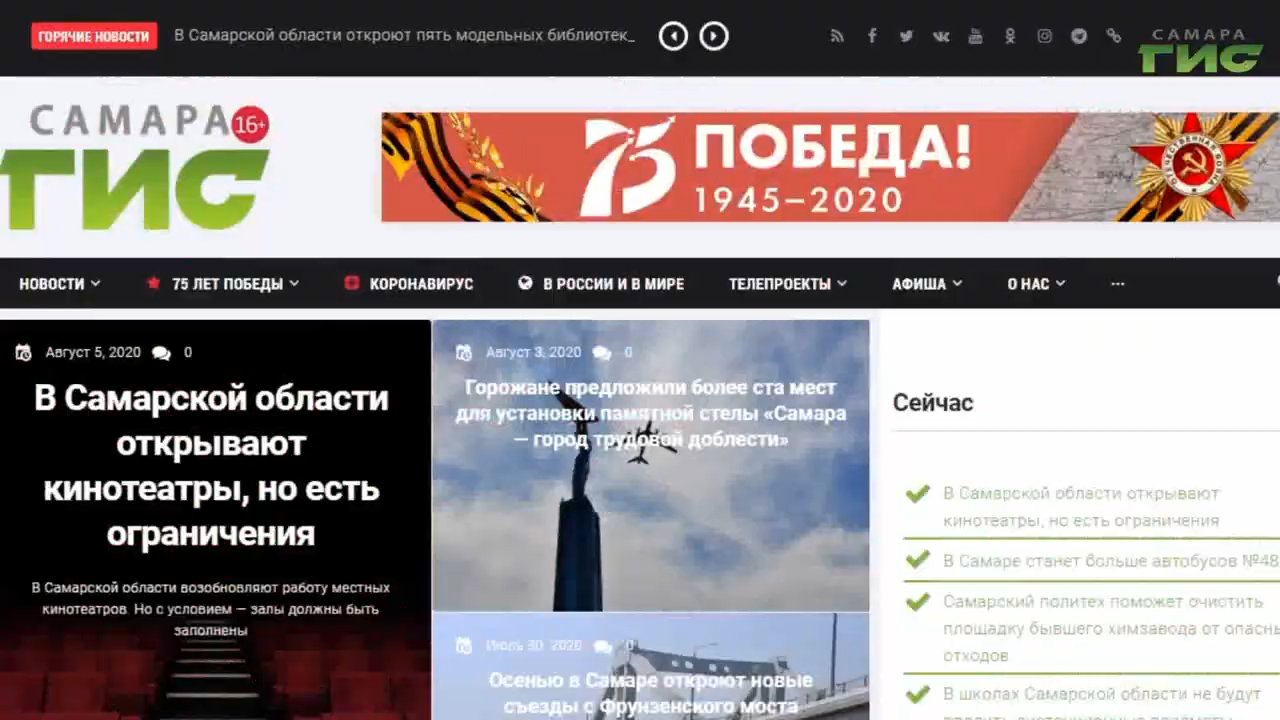 ГОРЯЧИЕ НОВОСТИ
В Самарской области откроют пять модельных библиотек_
САМАРА
ГИС
САМАРА 16+
ГИС
75 ПОБЕДА!
1945–2020
ОТЕЧЕСТВЕННАЯ ВОЙНА
НОВОСТИ
75 ЛЕТ ПОБЕДЫ
КОРОНАВИРУС
В РОССИИ И В МИРЕ
ТЕЛЕПРОЕКТЫ
АФИША
О НАС
...
Август 5, 2020 0
В Самарской области
открывают
кинотеатры, но есть
ограничения
В Самарской области возобновляют работу местных
кинотеатров. Но с условием — залы должны быть
заполнены
Август 3, 2020 0
Горожане предложили более ста мест
для установки памятной стелы «Самара
— город трудовой доблести»
Июль 30, 2020 0
Осенью в Самаре откроют новые
съезды с Фрунзенского моста
Сейчас
В Самарской области открывают
кинотеатры, но есть ограничения
В Самаре станет больше автобусов №48
Самарский политех поможет очистить
площадку бывшего химзавода от опасны
отходов
В школах Самарской области не будут